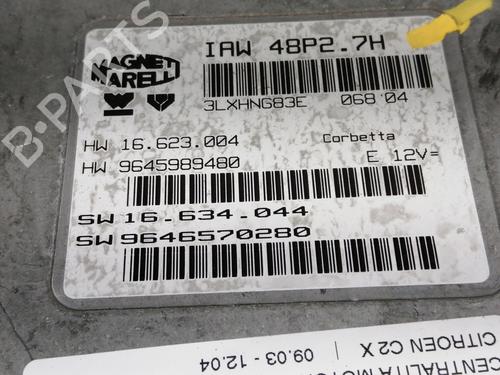 MAGNETI
MARELLI
IAW 48P2.7H
3LXHNG83E 068 04
HW 16.623.004 Corbetta
HW 9645989480 E 12V=
SW 16.634.044
SW 9646570280
B-PARTS
CENTRALITA MOTOR
CITROEN C2 X
09.03 - 12.04